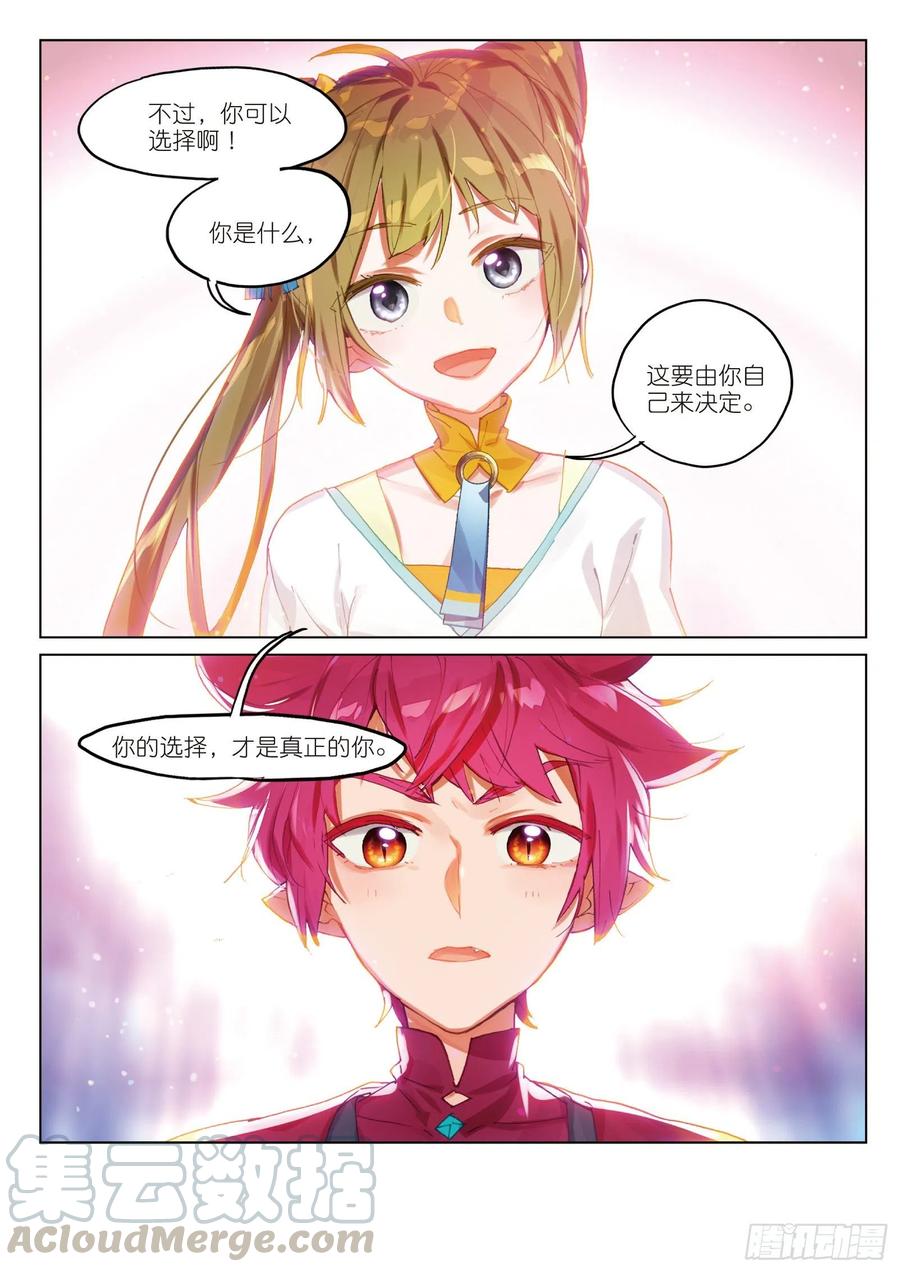 不过，你可以
选择啊！
你是什么，
这要由你自
己来决定。
你的选择，才是真正的你。
集云数据
ACloudMerge.com
腾讯动漫